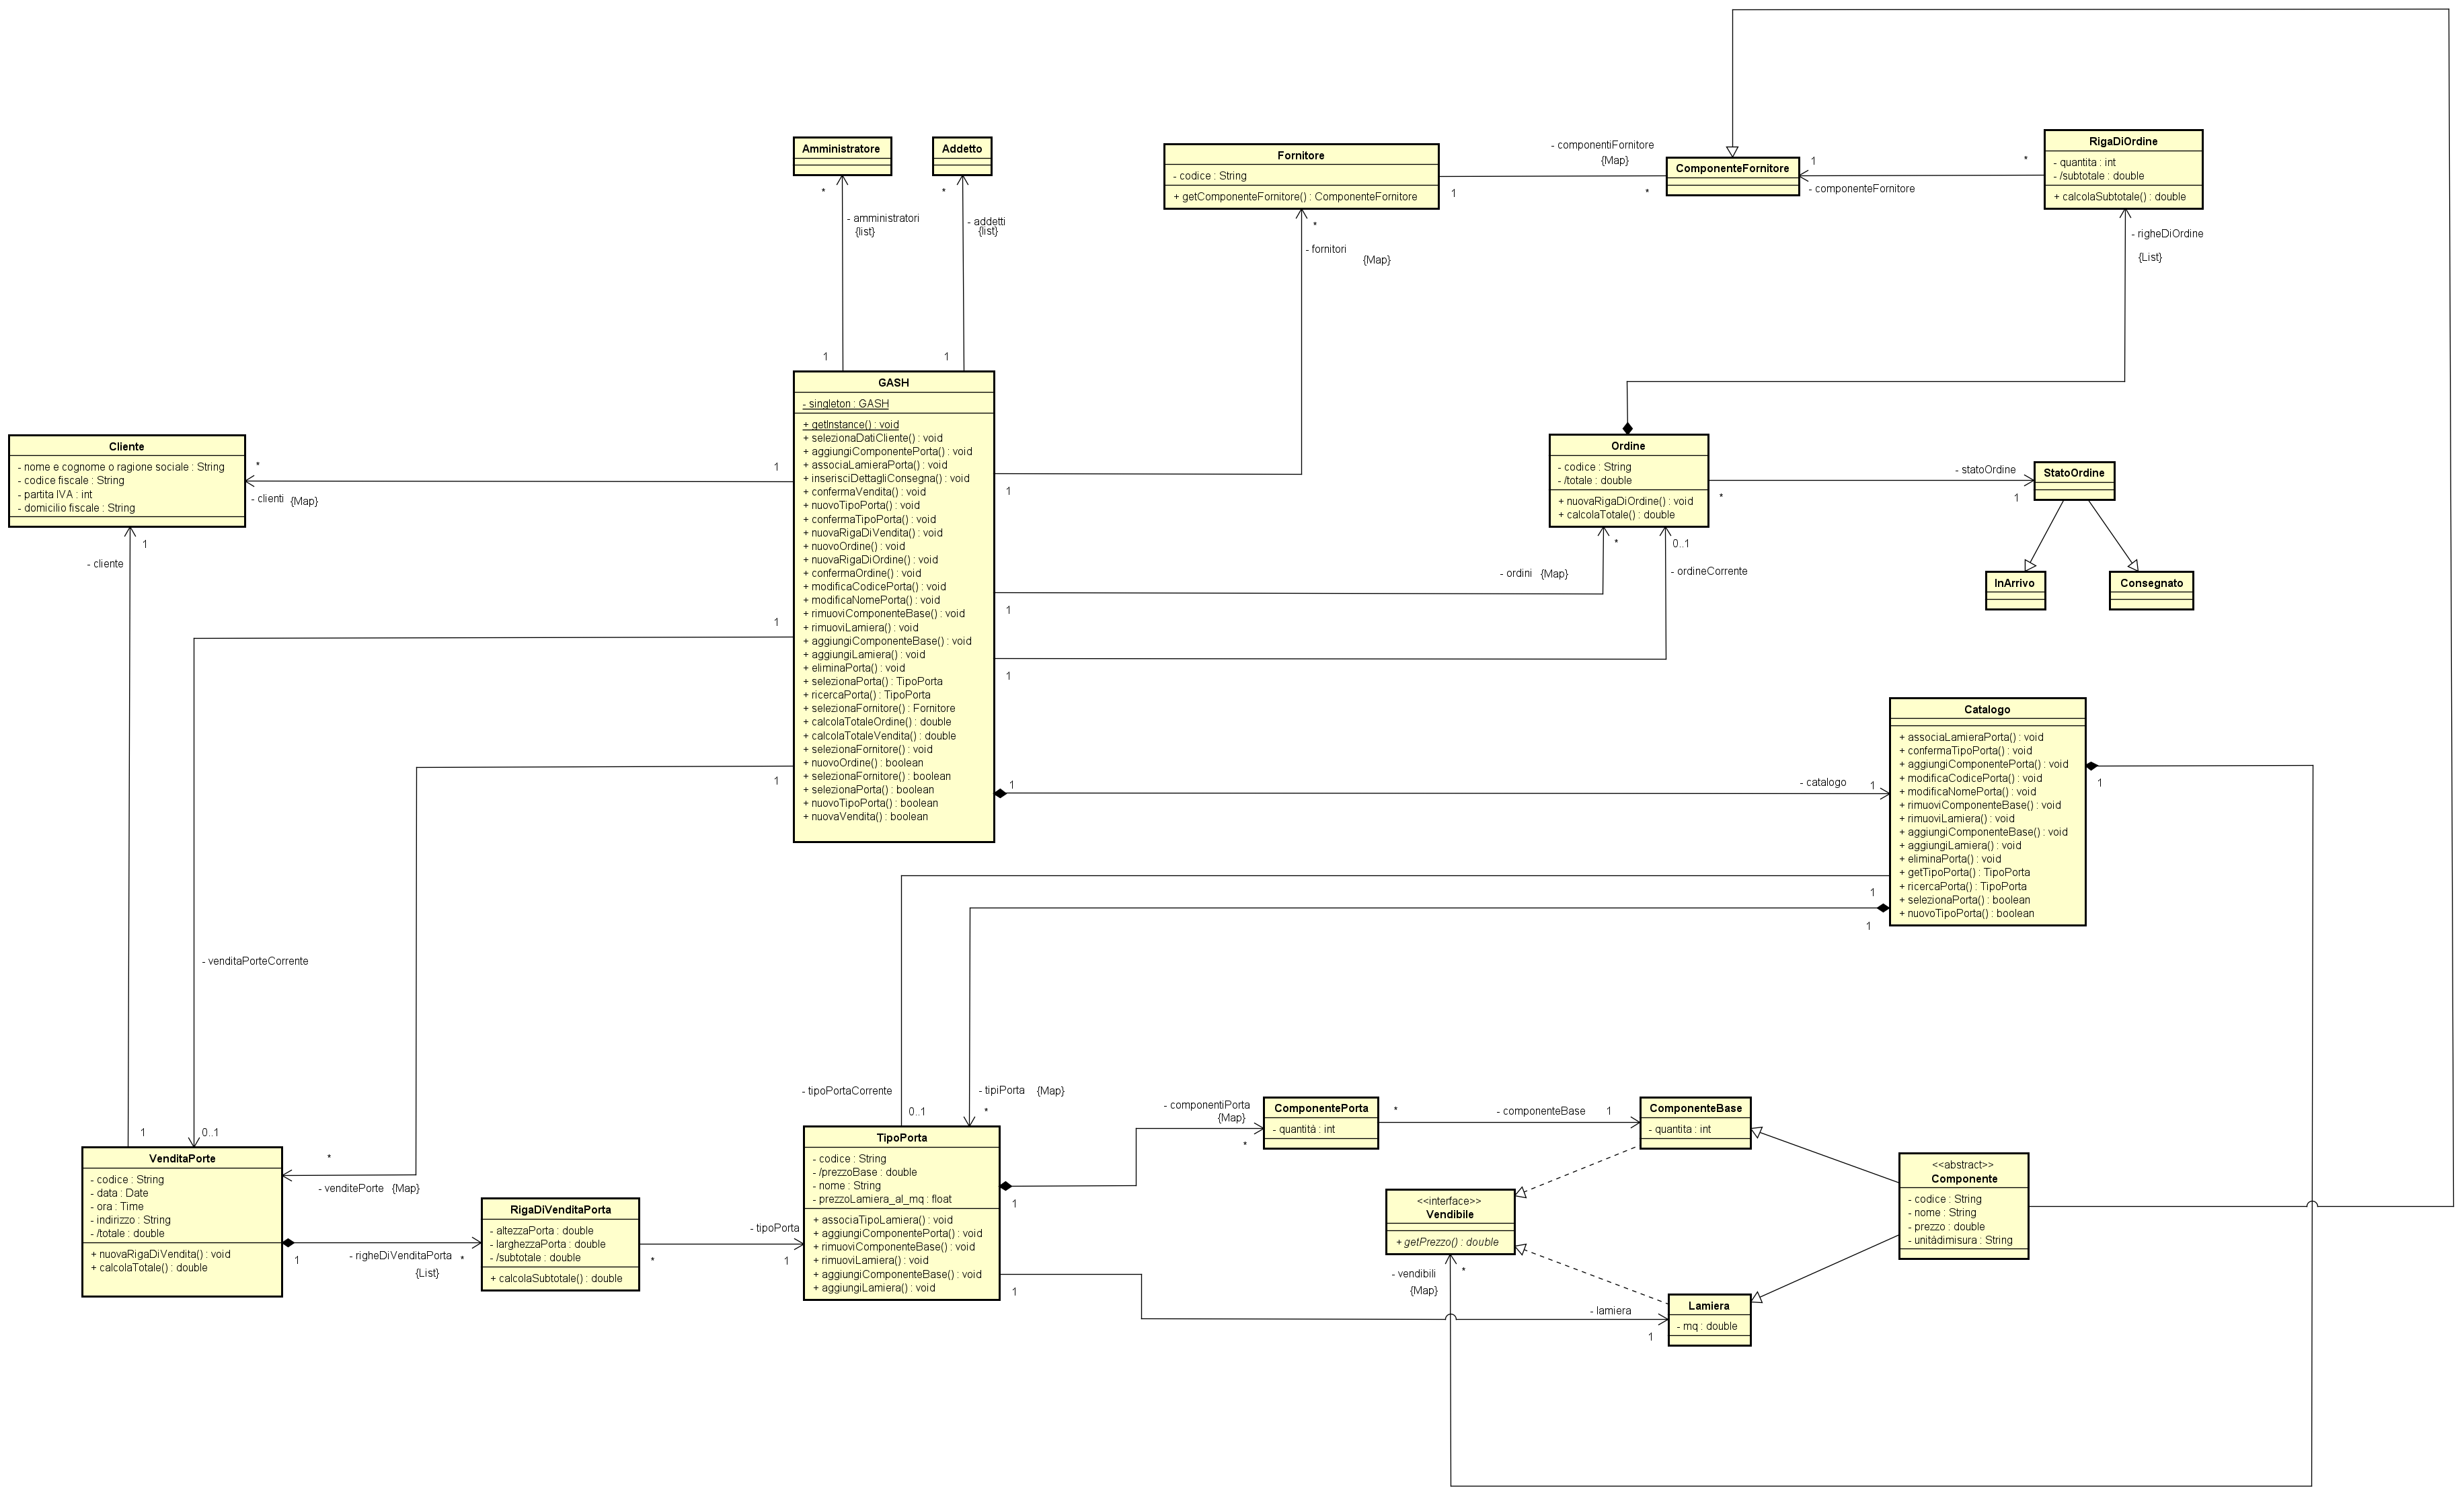 Amministratore
Addetto
*
*
- amministratori
{list}
- addetti
{list}
1
1
Fornitore
- codice : String
+ getComponenteFornitore() : ComponenteFornitore
- componentiFornitore
{Map}
1
*
ComponenteFornitore
1
*
- componenteFornitore
RigaDiOrdine
- quantita : int
- /subtotale : double
+ calcolaSubtotale() : double
- righeDiOrdine
{List}
*
- fornitori
{Map}
GASH
- singleton : GASH
+ getInstance() : void
+ selezionaDatiCliente() : void
+ aggiungiComponentePorta() : void
+ associaLamieraPorta() : void
+ inserisciDettagliConsegna() : void
+ confermaVendita() : void
+ nuovoTipoPorta() : void
+ confermaTipoPorta() : void
+ nuovaRigaDiVendita() : void
+ nuovoOrdine() : void
+ nuovaRigaDiOrdine() : void
+ confermaOrdine() : void
+ modificaCodicePorta() : void
+ modificaNomePorta() : void
+ rimuoviComponenteBase() : void
+ rimuoviLamiera() : void
+ aggiungiComponenteBase() : void
+ aggiungiLamiera() : void
+ eliminaPorta() : void
+ selezionaPorta() : TipoPorta
+ ricercaPorta() : TipoPorta
+ selezionaFornitore() : Fornitore
+ calcolaTotaleOrdine() : double
+ calcolaTotaleVendita() : double
+ selezionaFornitore() : void
+ nuovoOrdine() : boolean
+ selezionaFornitore() : boolean
+ selezionaPorta() : boolean
+ nuovoTipoPorta() : boolean
+ nuovaVendita() : boolean
Cliente
- nome e cognome o ragione sociale : String
- codice fiscale : String
- partita IVA : int
- domicilio fiscale : String
*
1
- clienti
{Map}
1
- cliente
1
1
1
1
1
1
Ordine
- codice : String
- /totale : double
+ nuovaRigaDiOrdine() : void
+ calcolaTotale() : double
- statoOrdine
*
1
StatoOrdine
InArrivo
Consegnato
*
0..1
- ordini
{Map}
- ordineCorrente
1
- catalogo
1
Catalogo
+ associaLamieraPorta() : void
+ confermaTipoPorta() : void
+ aggiungiComponentePorta() : void
+ modificaCodicePorta() : void
+ modificaNomePorta() : void
+ rimuoviComponenteBase() : void
+ rimuoviLamiera() : void
+ aggiungiComponenteBase() : void
+ aggiungiLamiera() : void
+ eliminaPorta() : void
+ getTipoPorta() : TipoPorta
+ ricercaPorta() : TipoPorta
+ selezionaPorta() : boolean
+ nuovoTipoPorta() : boolean
1
1
1
- venditaPorteCorrente
1
0..1
*
- venditePorte
{Map}
VenditaPorte
- codice : String
- data : Date
- ora : Time
- indirizzo : String
- /totale : double
+ nuovaRigaDiVendita() : void
+ calcolaTotale() : double
1
- righeDiVenditaPorta
*
{List}
RigaDiVenditaPorta
- altezzaPorta : double
- larghezzaPorta : double
- /subtotale : double
+ calcolaSubtotale() : double
*
- tipoPorta
1
- tipoPortaCorrente
0..1
- tipiPorta
{Map}
*
TipoPorta
- codice : String
- /prezzoBase : double
- nome : String
- prezzoLamiera_al_mq : float
+ associaTipoLamiera() : void
+ aggiungiComponentePorta() : void
+ rimuoviComponenteBase() : void
+ rimuoviLamiera() : void
+ aggiungiComponenteBase() : void
+ aggiungiLamiera() : void
1
1
- componentiPorta
{Map}
*
ComponentePorta
- quantitá : int
*
- componenteBase
1
ComponenteBase
- quantita : int
<<interface>>
Vendibile
+ getPrezzo() : double
- vendibili
{Map}
*
<<abstract>>
Componente
- codice : String
- nome : String
- prezzo : double
- unitádimisura : String
Lamiera
- mq : double
- lamiera
1